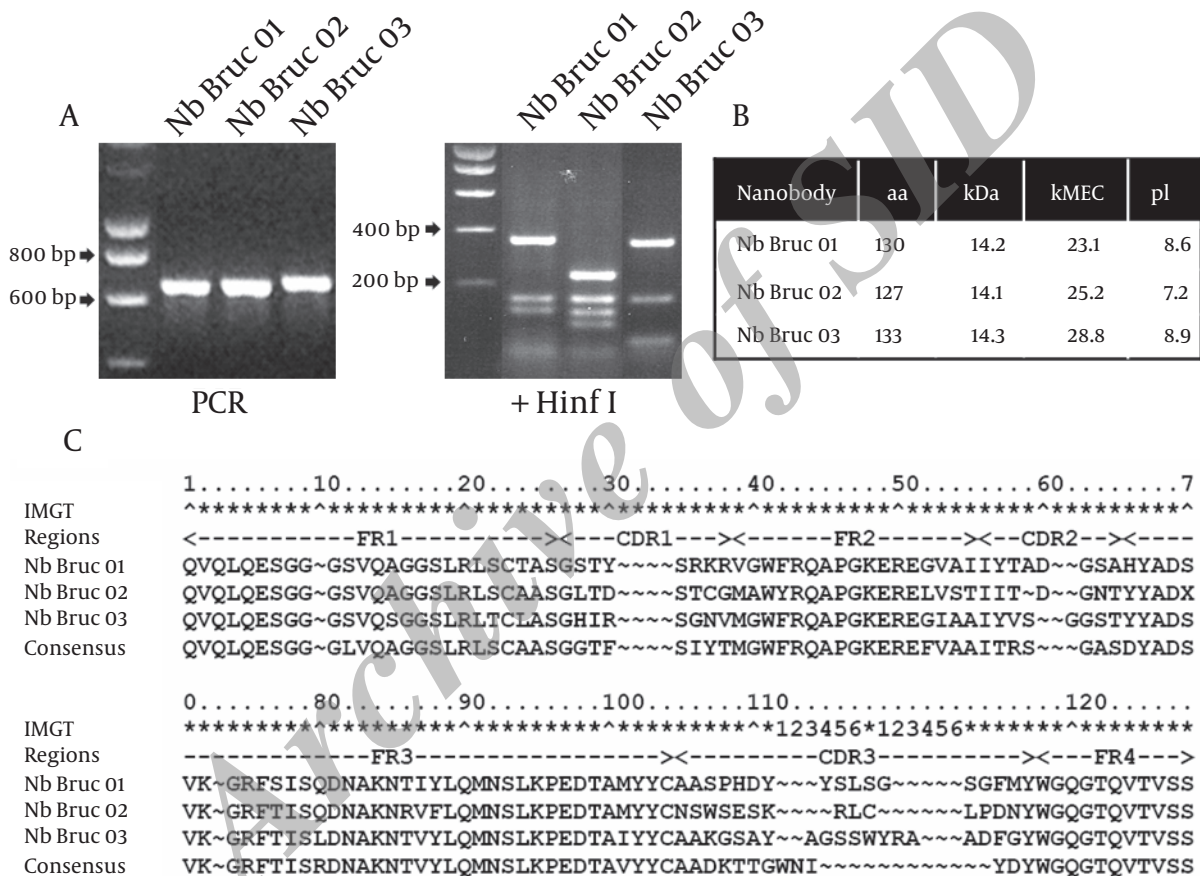 A
Nb Bruc 01
Nb Bruc 02
Nb Bruc 03
800 bp
600 bp
PCR
Nb Bruc 01
Nb Bruc 02
Nb Bruc 03
400 bp
200 bp
+ Hinf I
B
Nanobody aa kDa kMEC pI
Nb Bruc 01 130 14.2 23.1 8.6
Nb Bruc 02 127 14.1 25.2 7.2
Nb Bruc 03 133 14.3 28.8 8.9
C
1........10........20........30........40........50........60........7
IMGT ^********^*********^*********^*********^*********^*********^*********^
Regions <-----------FR1----------><---CDR1----><-------FR2------><---CDR2--><----
Nb Bruc 01 QVQLQESGG~GSVQAGGSLRLSCTASGSTY~~~~SRKRVGWFRQAPGKEREGVAIIYTAD~~GSAHYADS
Nb Bruc 02 QVQLQESGG~GSVQAGGSLRLSCAASGLTD~~~~STCGMAWYRQAPGKERELVSTIIT~D~~GNTYYADX
Nb Bruc 03 QVQLQESGG~GSVQSGGSLRLTCLASGHIR~~~~SGNVMGWFRQAPGKEREGIAAIYVS~~~GGSTYYADS
Consensus QVQLQESGG~GLVQAGGSLRLSCAASGGTF~~~~SIYTMGWFRQAPGKEREFVAAITRS~~~GASDYADS
0.........80........90........100.......110.................120........
IMGT *********^*********^*********^*********^*123456*123456*******^********
Regions -------------FR3-----------------><---------CDR3----------><---FR4--->
Nb Bruc 01 VK~GRFSISQDNAKNTIYLQMNSLKPEDTAMYYCAASPHDY~~~YSLSG~~~~~SGFMYWGQGTQVTVSS
Nb Bruc 02 VK~GRFTISQDNAKNRVFLQMNSLKPEDTAMYYCNSWSESK~~~~RLC~~~~~~LPDNYWGQGTQVTVSS
Nb Bruc 03 VK~GRFTISLDNAKNTVYLQMNSLKPEDTAIYYCAAKGSAY~~AGSSWYRA~~~ADFGYWGQGTQVTVSS
Consensus VK~GRFTISRDNAKNTVYLQMNSLKPEDTAVYYCAADKTTGWNI~~~~~~~~~~~~YDYWGQGTQVTVSS
Archive of SID